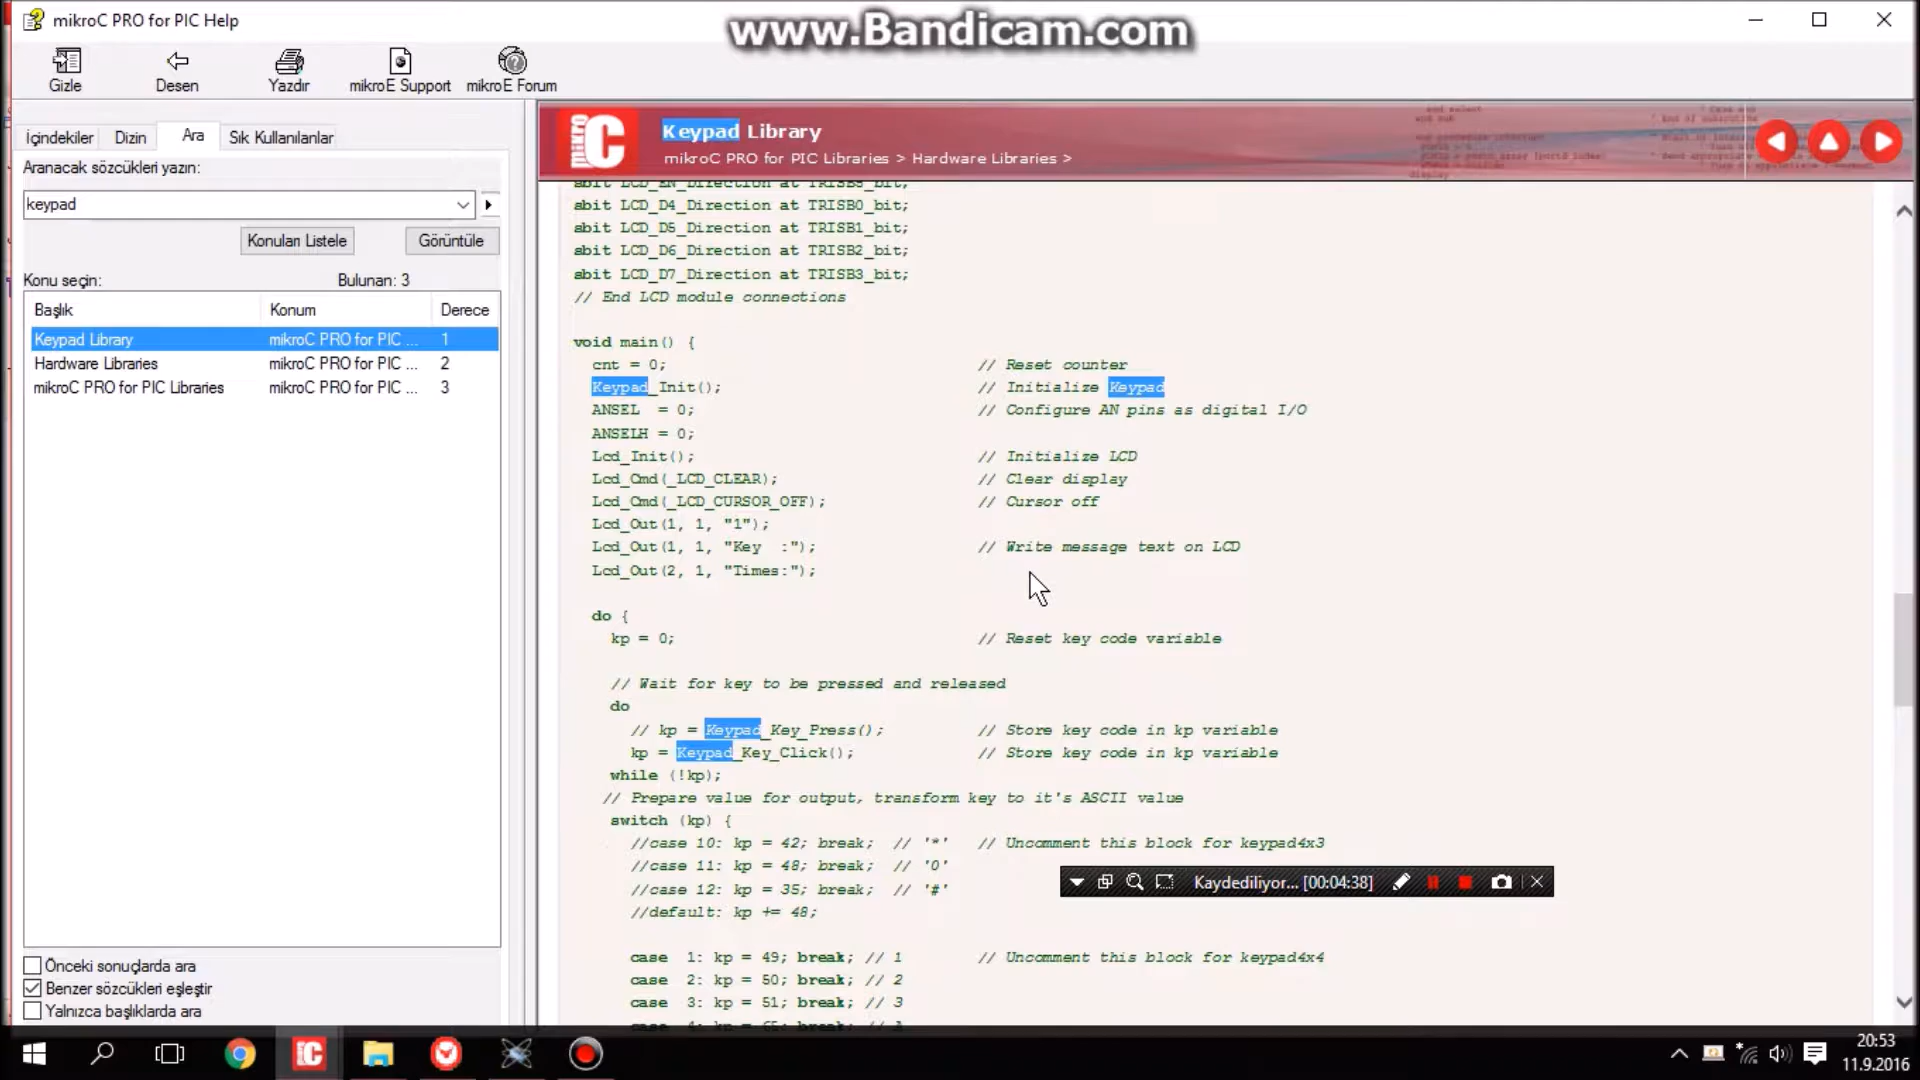 mikroC PRO for PIC Help
www.Bandicam.com
Gizle
Desen
Yazdır
mikroE Support
mikroE Forum
İçindekiler
Dizin
Ara
Sık Kullanılanlar
Aranacak sözcükleri yazın:
keypad
Konuları Listele
Görüntüle
Konu seçin:
Bulunan: 3
Başlık Konum Derece
Keypad Library mikroC PRO for PIC ... 1
Hardware Libraries mikroC PRO for PIC ... 2
mikroC PRO for PIC Libraries mikroC PRO for PIC ... 3
Önceki sonuçlarda ara
Benzer sözcükleri eşleştir
Yalnızca başlıklarda ara
mikro C
Keypad Library
mikroC PRO for PIC Libraries > Hardware Libraries >
sbit LCD_EN_Direction at TRISB5_bit;
sbit LCD_D4_Direction at TRISB0_bit;
sbit LCD_D5_Direction at TRISB1_bit;
sbit LCD_D6_Direction at TRISB2_bit;
sbit LCD_D7_Direction at TRISB3_bit;
// End LCD module connections
void main() {
cnt = 0; // Reset counter
Keypad_Init(); // Initialize Keypad
ANSEL = 0; // Configure AN pins as digital I/O
ANSELH = 0;
Lcd_Init(); // Initialize LCD
Lcd_Cmd(_LCD_CLEAR); // Clear display
Lcd_Cmd(_LCD_CURSOR_OFF); // Cursor off
Lcd_Out(1, 1, "1");
Lcd_Out(1, 1, "Key  :"); // Write message text on LCD
Lcd_Out(2, 1, "Times:");
do {
kp = 0; // Reset key code variable
// Wait for key to be pressed and released
do
// kp = Keypad_Key_Press(); // Store key code in kp variable
kp = Keypad_Key_Click(); // Store key code in kp variable
while (!kp);
// Prepare value for output, transform key to it's ASCII value
switch (kp) {
//case 10: kp = 42; break; // '*' // Uncomment this block for keypad4x3
//case 11: kp = 48; break; // '0'
//case 12: kp = 35; break; // '#'
//default: kp += 48;
case 1: kp = 49; break; // 1 // Uncomment this block for keypad4x4
case 2: kp = 50; break; // 2
case 3: kp = 51; break; // 3
case 4: kp = 65; break; // A
Kaydediliyor... [00:04:38]
20:53
11.9.2016